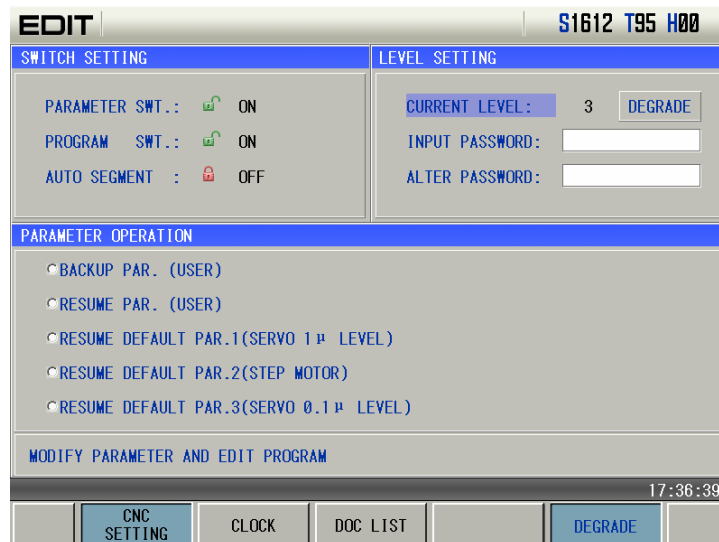 EDIT
S1612 T95 H00
SWITCH SETTING
PARAMETER SWT.: ON
PROGRAM SWT.: ON
AUTO SEGMENT : OFF
LEVEL SETTING
CURRENT LEVEL: 3 DEGRADE
INPUT PASSWORD:
ALTER PASSWORD:
PARAMETER OPERATION
BACKUP PAR. (USER)
RESUME PAR. (USER)
RESUME DEFAULT PAR.1(SERVO 1μ LEVEL)
RESUME DEFAULT PAR.2(STEP MOTOR)
RESUME DEFAULT PAR.3(SERVO 0.1μ LEVEL)
MODIFY PARAMETER AND EDIT PROGRAM
17:36:39
CNC
SETTING
CLOCK
DOC LIST
DEGRADE